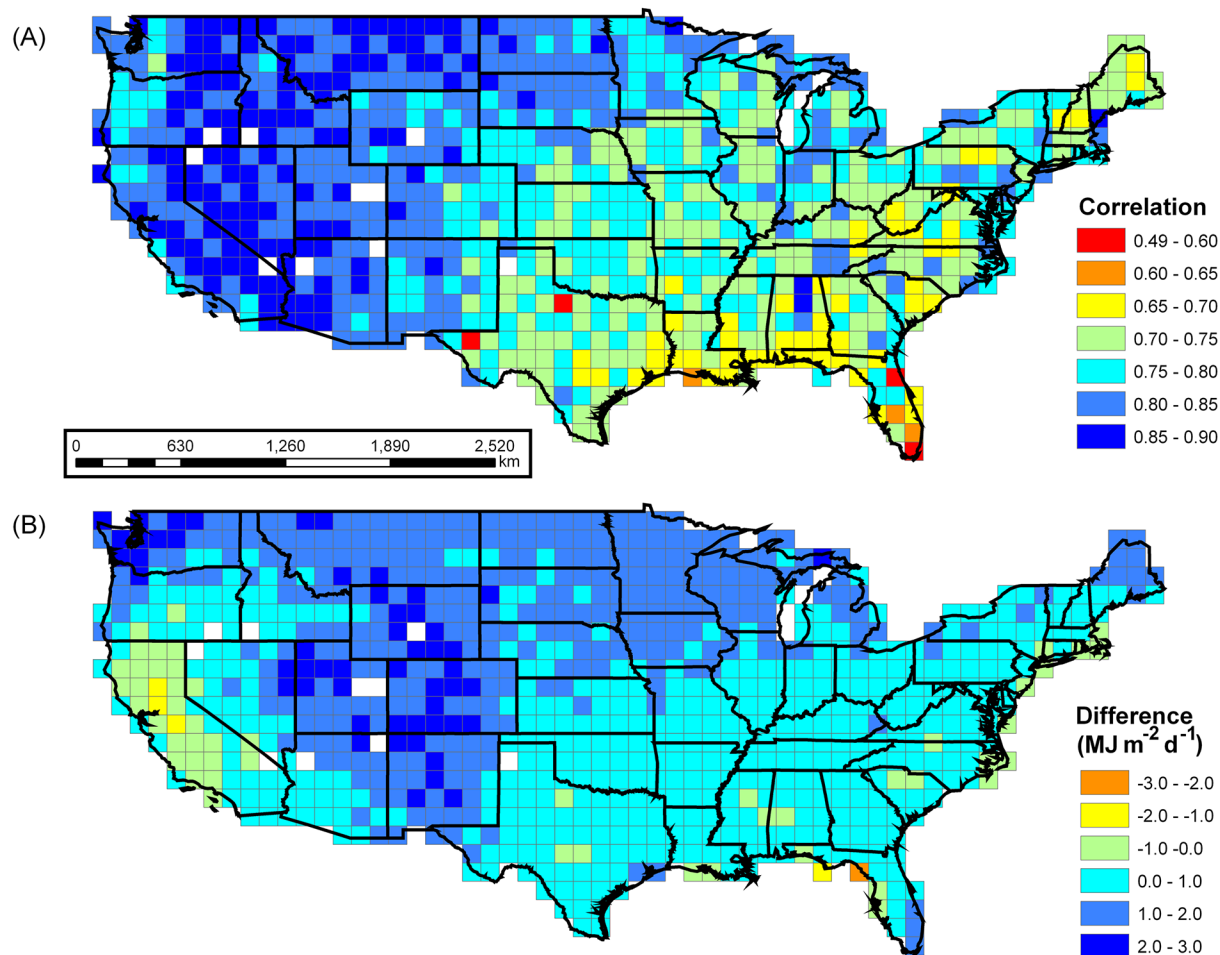 (A)
Correlation
0.49 - 0.60
0.60 - 0.65
0.65 - 0.70
0.70 - 0.75
0.75 - 0.80
0.80 - 0.85
0.85 - 0.90
0 630 1,260 1,890 2,520
km
(B)
Difference
(MJ m⁻² d⁻¹)
-3.0 - -2.0
-2.0 - -1.0
-1.0 -0.0
0.0 - 1.0
1.0 - 2.0
2.0 - 3.0